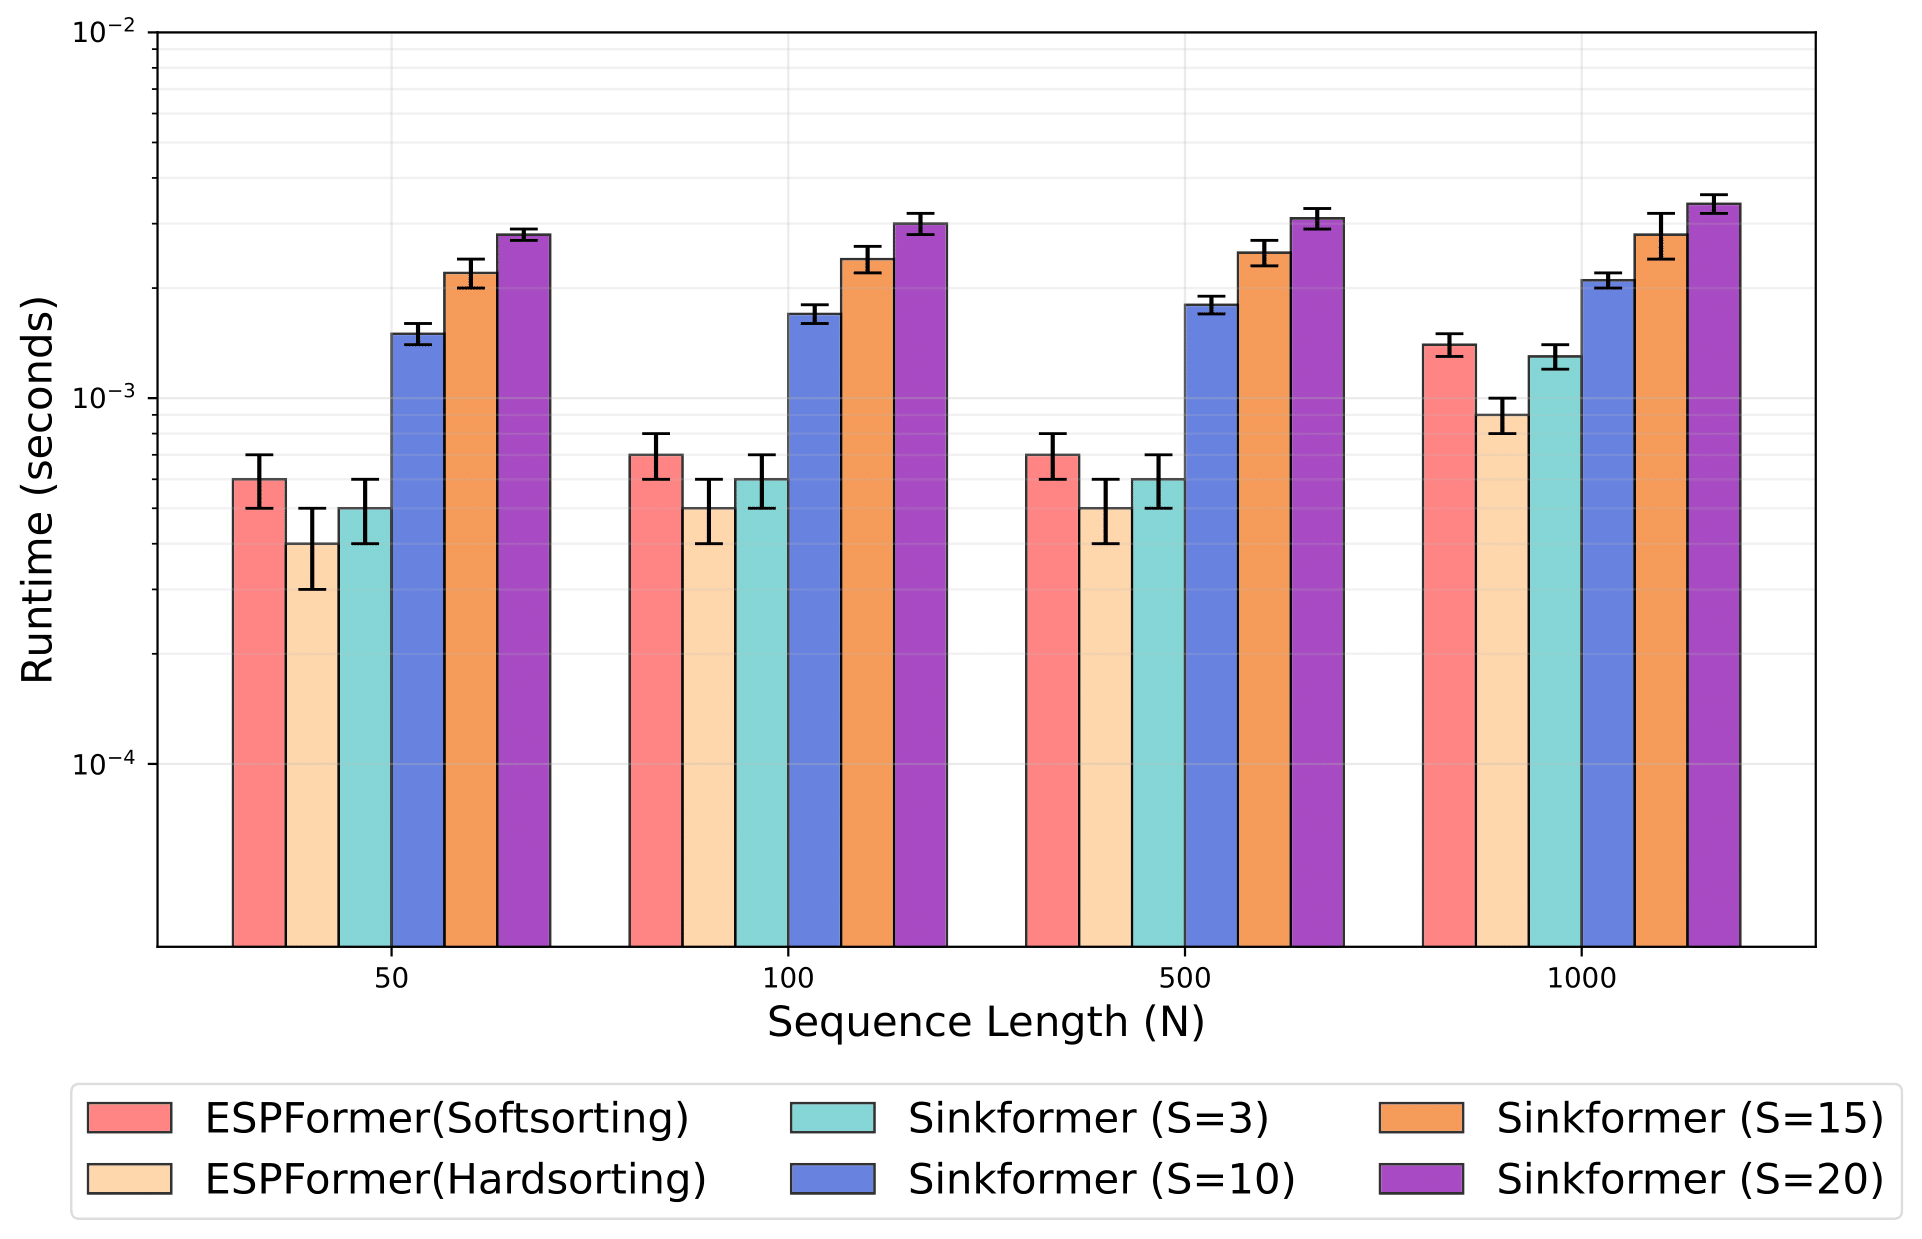 10⁻²
10⁻³
10⁻⁴
Runtime (seconds)
50 100 500 1000
Sequence Length (N)
ESPFormer(Softsorting) Sinkformer (S=3) Sinkformer (S=15)
ESPFormer(Hardsorting) Sinkformer (S=10) Sinkformer (S=20)